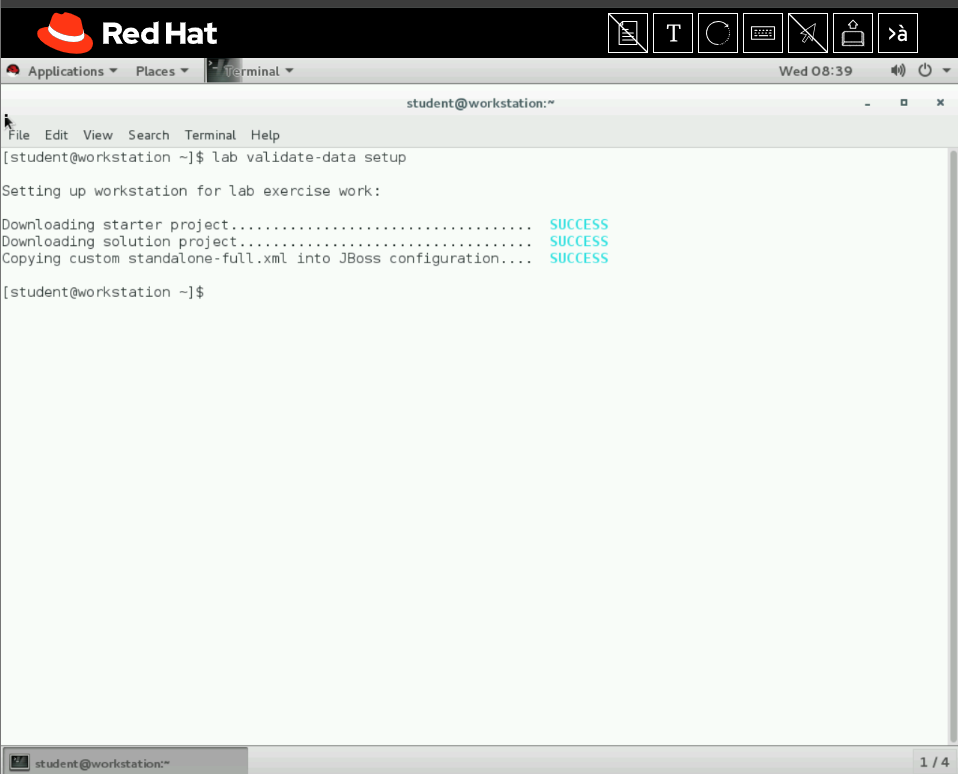 Red Hat
T
>à
Applications
Places
Terminal
Wed 08:39
student@workstation:~
File Edit View Search Terminal Help
[student@workstation ~]$ lab validate-data setup
Setting up workstation for lab exercise work:
Downloading starter project.................................... SUCCESS
Downloading solution project................................... SUCCESS
Copying custom standalone-full.xml into JBoss configuration.... SUCCESS
[student@workstation ~]$
student@workstation:~
1 / 4